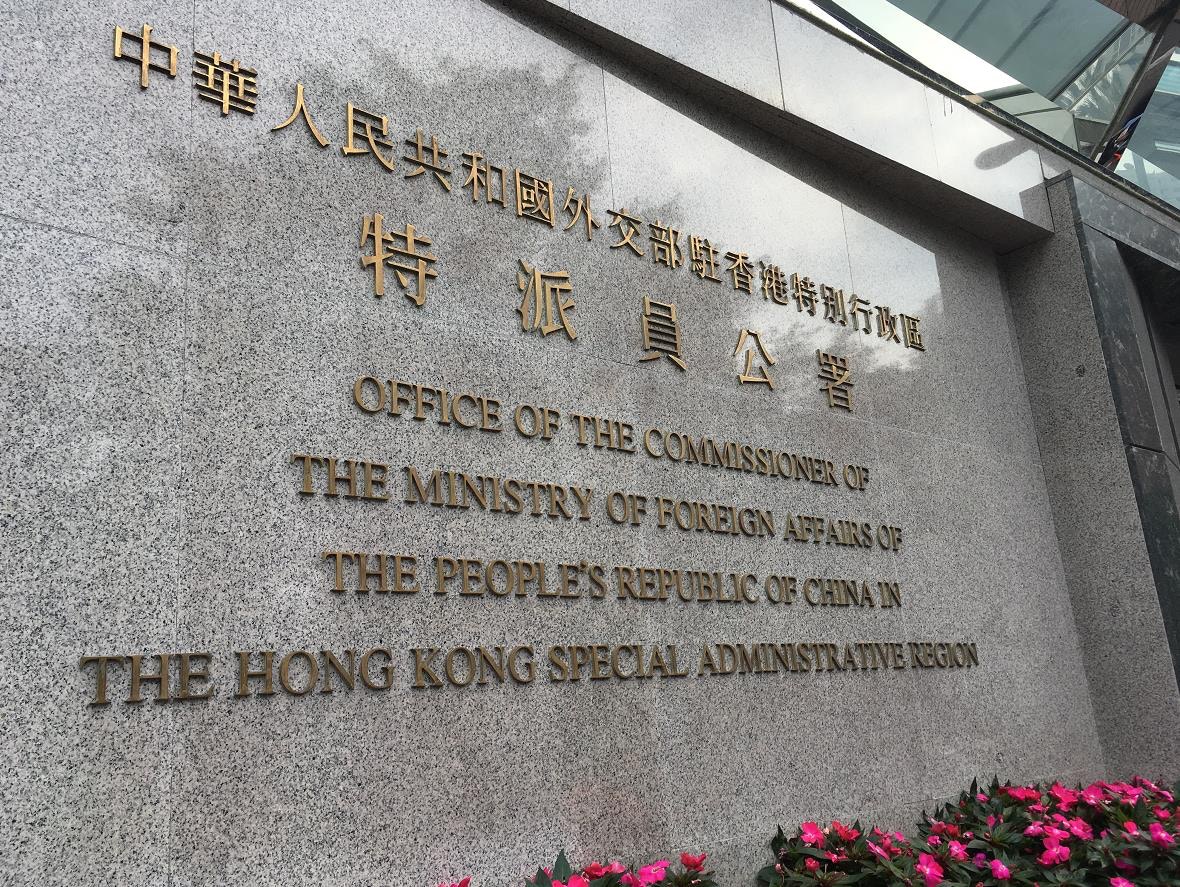 中華人民共和國外交部駐香港特別行政區
特派員公署
OFFICE OF THE COMMISSIONER OF
THE MINISTRY OF FOREIGN AFFAIRS OF
THE PEOPLE'S REPUBLIC OF CHINA IN
THE HONG KONG SPECIAL ADMINISTRATIVE REGION